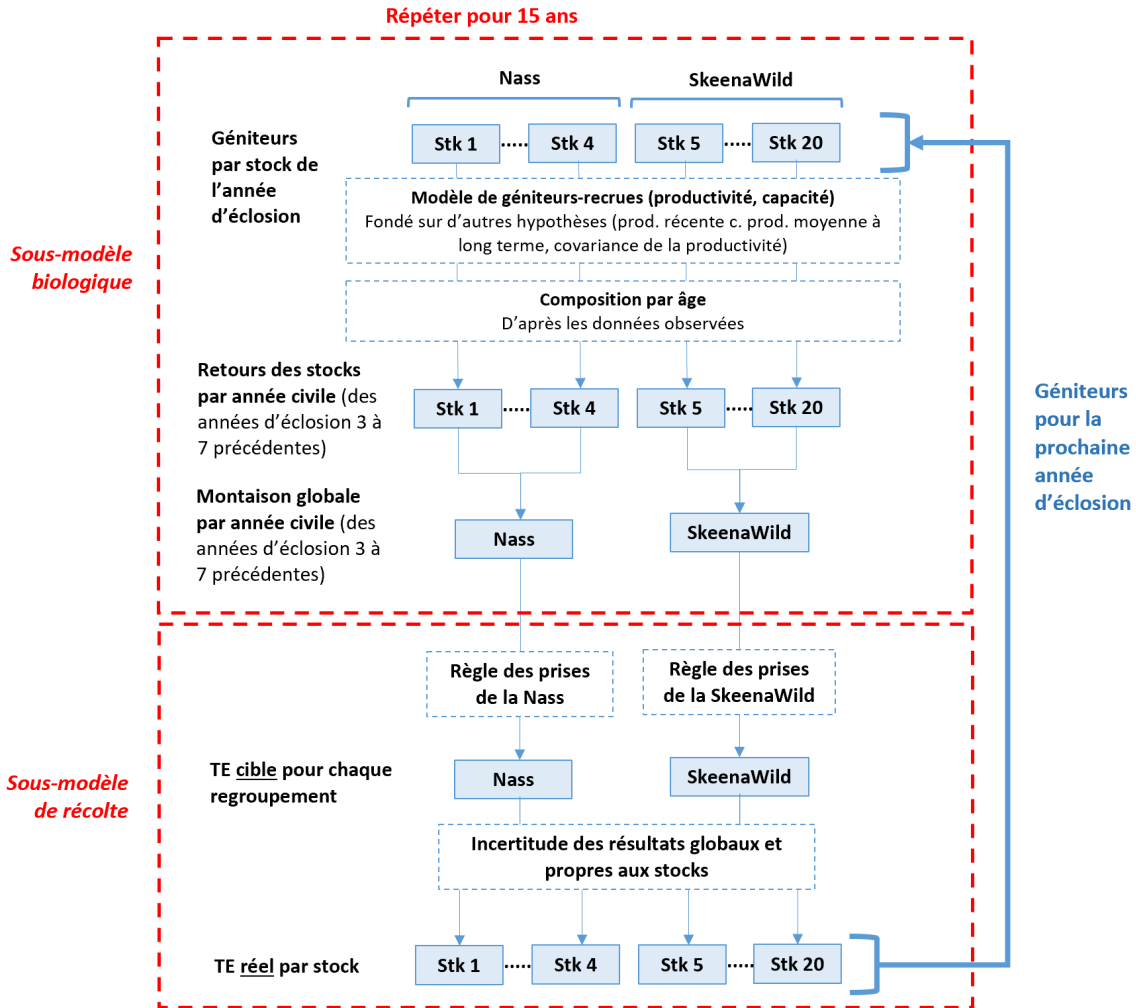 Répéter pour 15 ans
Nass
SkeenaWild
Géniteurs
par stock de
l’année
d’éclosion
Stk 1
Stk 4
Stk 5
Stk 20
Modèle de géniteurs-recrues (productivité, capacité)
Fondé sur d’autres hypothèses (prod. récente c. prod. moyenne à
long terme, covariance de la productivité)
Sous-modèle
biologique
Composition par âge
D’après les données observées
Retours des stocks
par année civile (des
années d’éclosion 3 à
7 précédentes)
Stk 1
Stk 4
Stk 5
Stk 20
Géniteurs
pour la
prochaine
année
d’éclosion
Montaison globale
par année civile (des
années d’éclosion 3 à
7 précédentes)
Nass
SkeenaWild
Règle des prises
de la Nass
Règle des prises
de la SkeenaWild
Sous-modèle
de récolte
TE cible pour chaque
regroupement
Nass
SkeenaWild
Incertitude des résultats globaux et
propres aux stocks
TE réel par stock
Stk 1
Stk 4
Stk 5
Stk 20